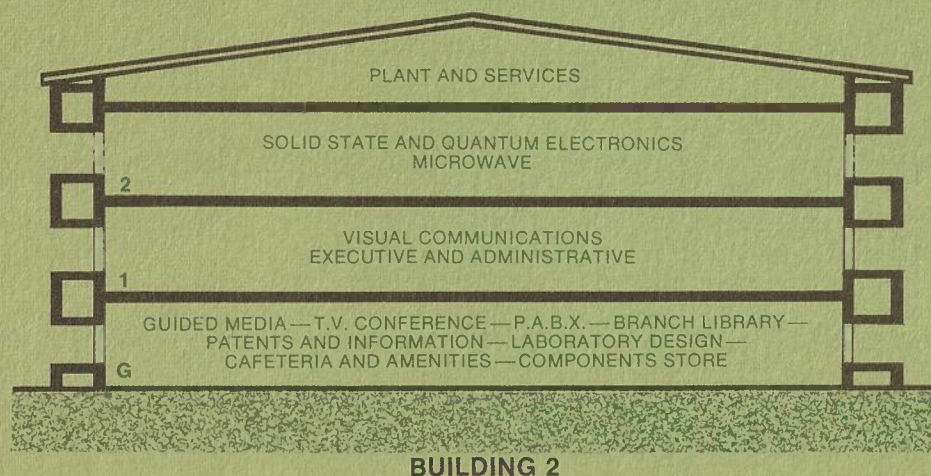 PLANT AND SERVICES
SOLID STATE AND QUANTUM ELECTRONICS
MICROWAVE
2
VISUAL COMMUNICATIONS
EXECUTIVE AND ADMINISTRATIVE
1
GUIDED MEDIA—T.V. CONFERENCE—P.A.B.X.—BRANCH LIBRARY—
PATENTS AND INFORMATION—LABORATORY DESIGN—
CAFETERIA AND AMENITIES—COMPONENTS STORE
G
BUILDING 2